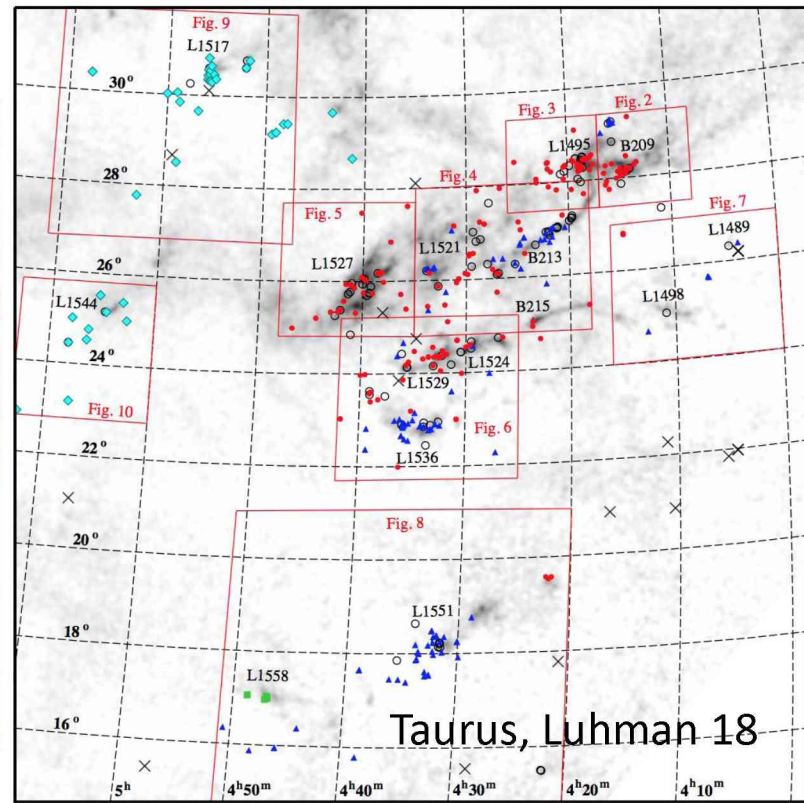 Fig. 9
L1517
30°
Fig. 3
Fig. 2
L1495
B209
28°
Fig. 4
Fig. 7
Fig. 5
L1489
L1527
L1521
B213
26°
L1544
L1498
B215
24°
L1524
L1529
Fig. 10
Fig. 6
22°
L1536
20°
Fig. 8
L1551
18°
L1558
16°
Taurus, Luhman 18
5h 4h50m 4h40m 4h30m 4h20m 4h10m